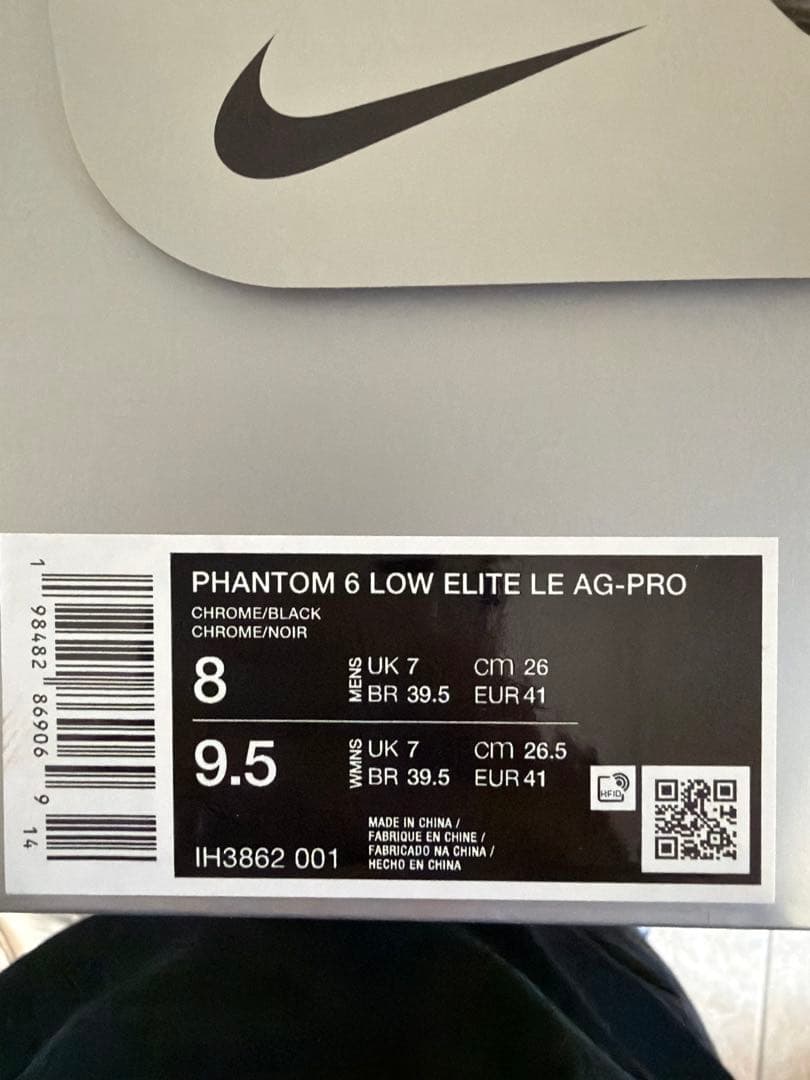 PHANTOM 6 LOW ELITE LE AG-PRO
CHROME/BLACK
CHROME/NOIR
8
MENS
UK 7 cm 26
BR 39.5 EUR 41
9.5
WMNS
UK 7 cm 26.5
BR 39.5 EUR 41
RFID
IH3862 001
MADE IN CHINA /
FABRIQUE EN CHINE /
FABRICADO NA CHINA /
HECHO EN CHINA
1 98482 86906 9 14